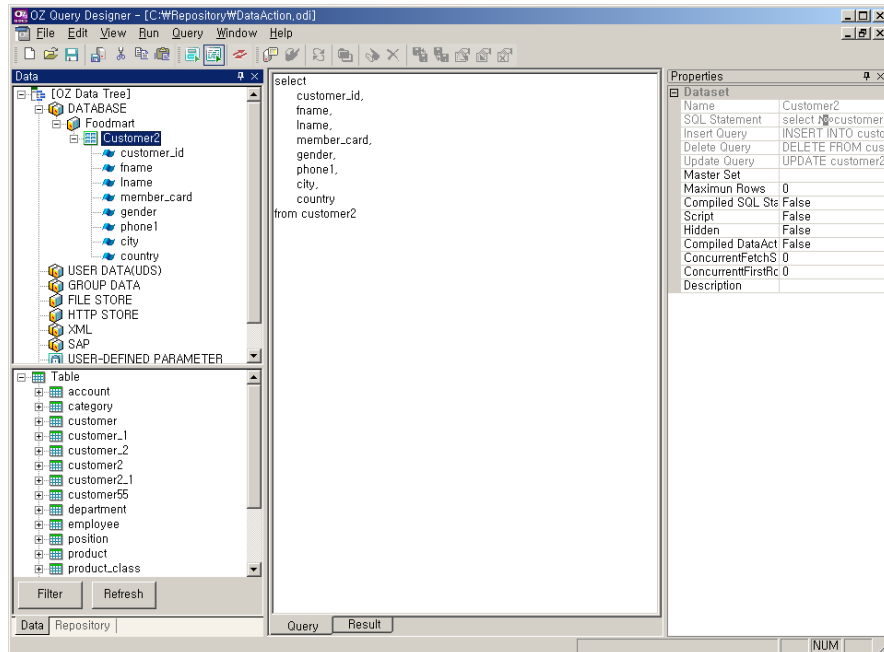 OZ Query Designer - [C:₩Repository₩DataAction.odi]
File Edit View Run Query Window Help
Data
[OZ Data Tree]
DATABASE
Foodmart
Customer2
customer_id
fname
lname
member_card
gender
phone1
city
country
USER DATA(UDS)
GROUP DATA
FILE STORE
HTTP STORE
XML
SAP
USER-DEFINED PARAMETER
Table
account
category
customer
customer_1
customer_2
customer2
customer2_1
customer55
department
employee
position
product
product_class
Filter Refresh
Data Repository
select
customer_id,
fname,
lname,
member_card,
gender,
phone1,
city,
country
from customer2
Query Result
Properties
Dataset
Name Customer2
SQL Statement select customer
Insert Query INSERT INTO custo
Delete Query DELETE FROM cus
Update Query UPDATE customer2
Master Set
Maximun Rows 0
Compiled SQL Sta False
Script False
Hidden False
Compiled DataAct False
ConcurrentFetchS 0
ConcurrenttFirstRc 0
Description
NUM